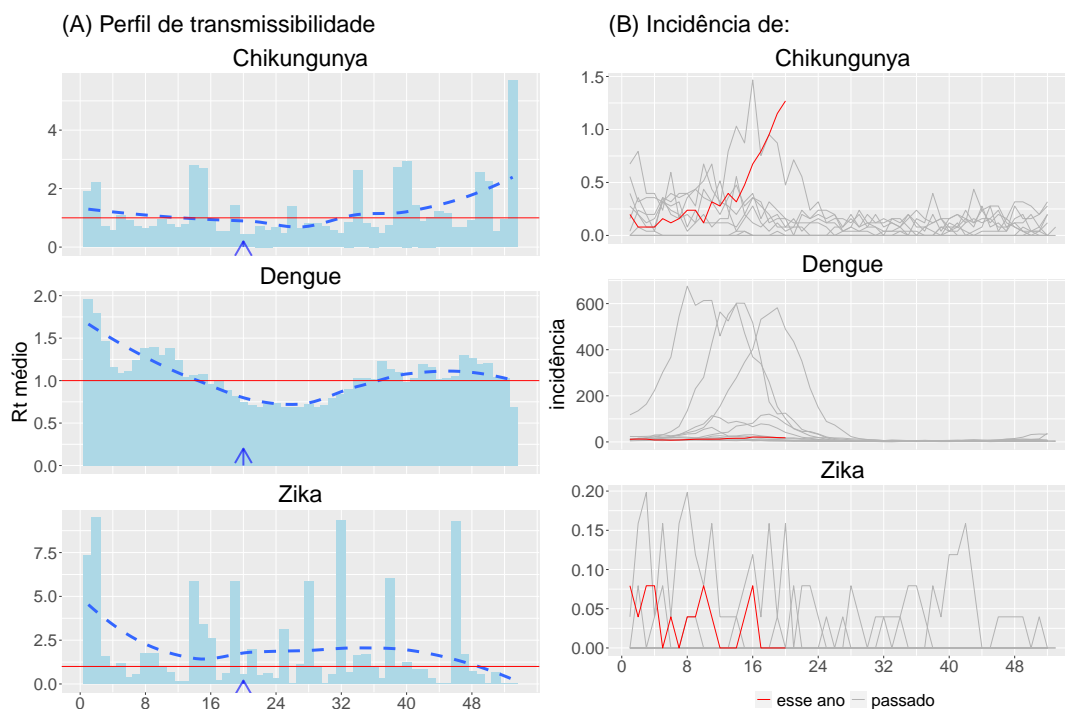 (A) Perfil de transmissibilidade
Chikungunya
4
2
0
Dengue
2.0
1.5
1.0
0.5
0.0
Rt médio
Zika
7.5
5.0
2.5
0.0
0 8 16 24 32 40 48
(B) Incidência de:
Chikungunya
1.5
1.0
0.5
0.0
Dengue
600
400
200
0
incidência
Zika
0.20
0.15
0.10
0.05
0.00
0 8 16 24 32 40 48
esse ano passado